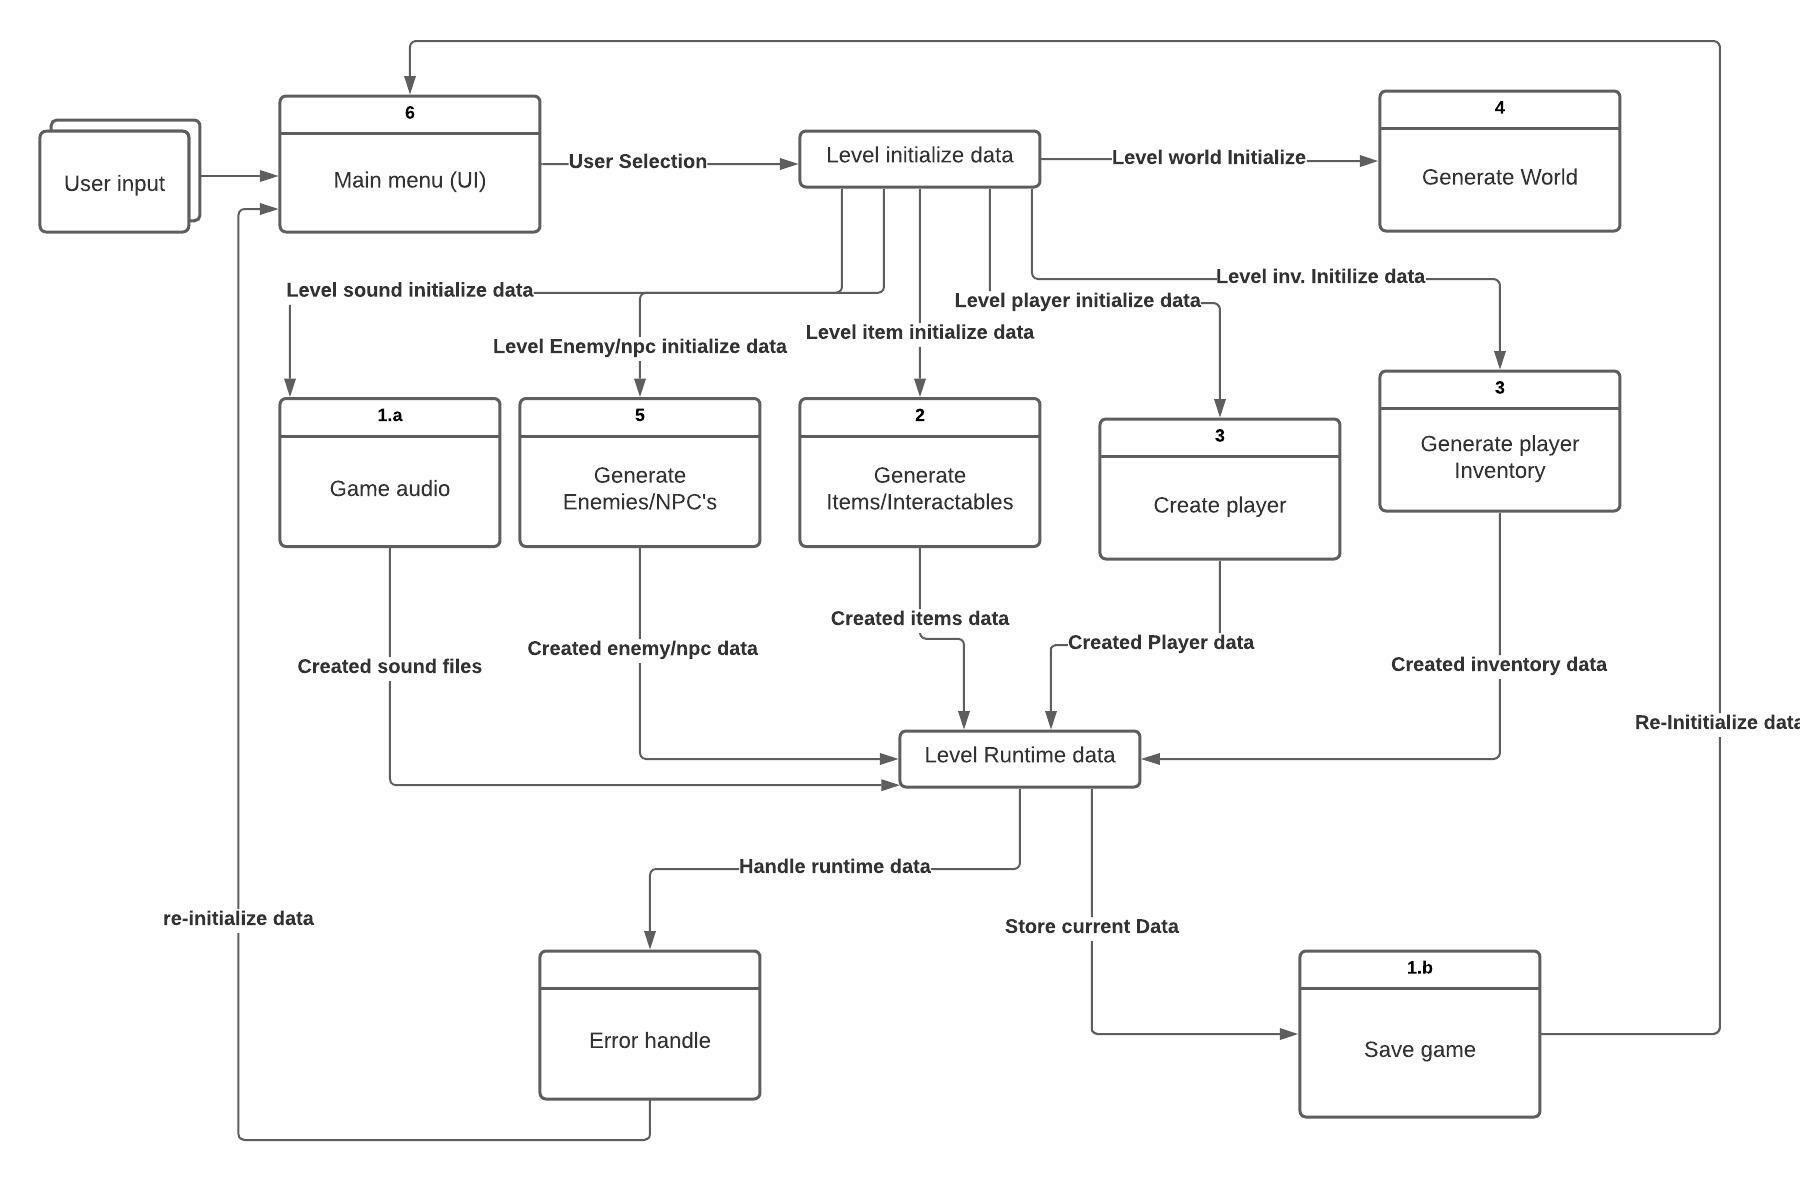 6
4
User input
Main menu (UI)
User Selection
Level initialize data
Level world Initialize
Generate World
Level sound initialize data
Level Enemy/npc initialize data
Level item initialize data
Level player initialize data
Level inv. Initilize data
1.a
Game audio
5
Generate
Enemies/NPC's
2
Generate
Items/Interactables
3
Create player
3
Generate player
Inventory
Created sound files
Created enemy/npc data
Created items data
Created Player data
Created inventory data
Re-Inititialize data
Level Runtime data
Handle runtime data
re-initialize data
Store current Data
Error handle
1.b
Save game